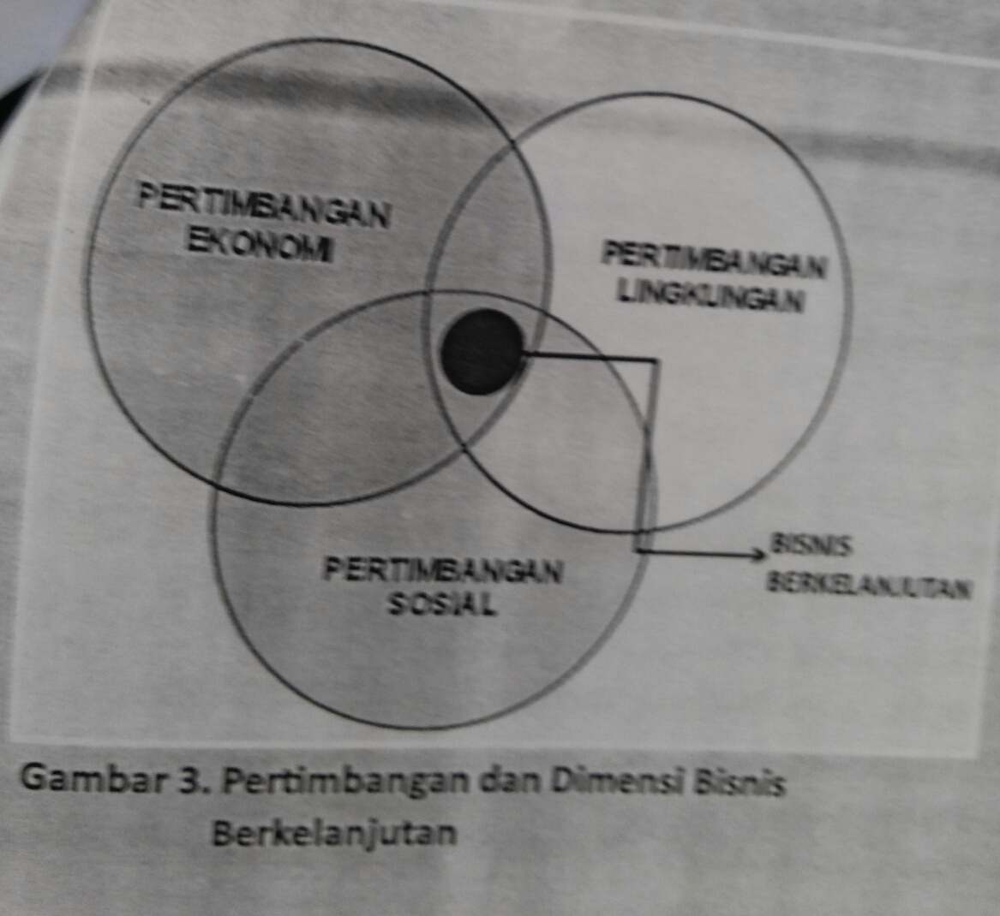 PERTIMBANGAN
EKONOMI
PERTIMBANGAN
LINGKUNGAN
PERTIMBANGAN
SOSIAL
BISNIS
BERKELANJUTAN
Gambar 3. Pertimbangan dan Dimensi Bisnis
Berkelanjutan